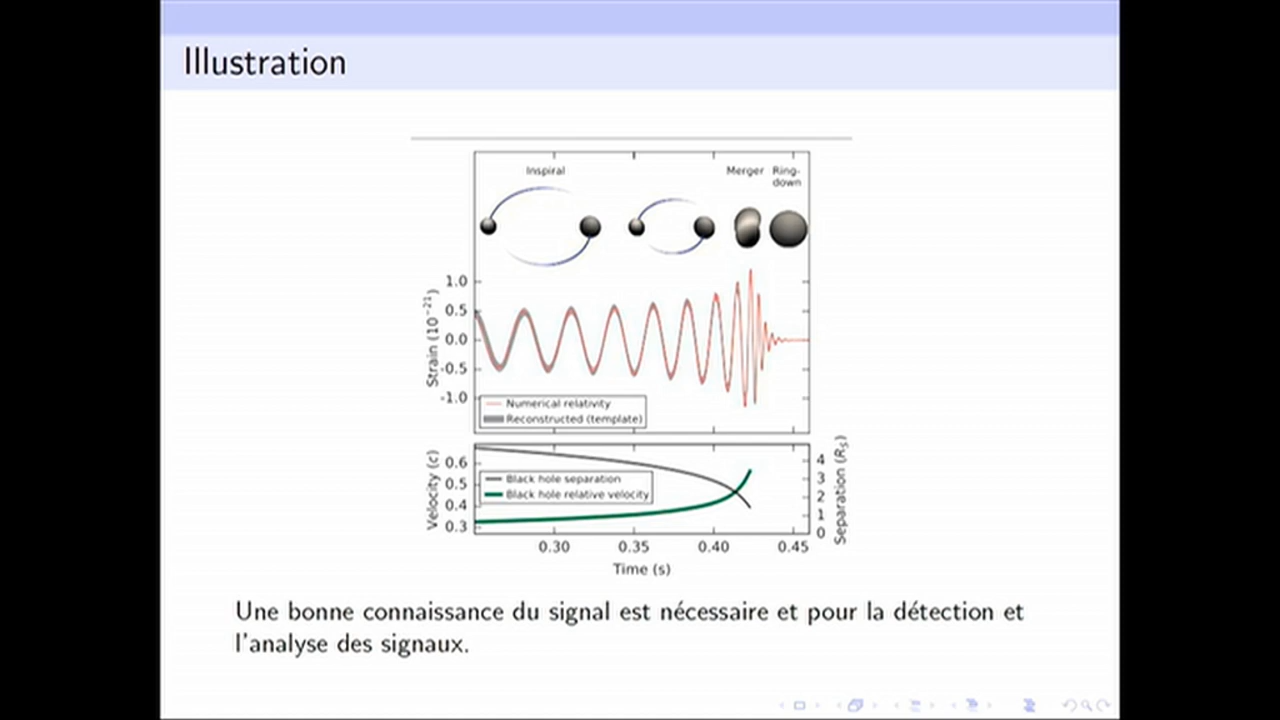 Illustration
Inspiral
Merger
Ring-
down
Strain (10⁻²¹)
1.0
0.5
0.0
-0.5
-1.0
Numerical relativity
Reconstructed (template)
Velocity (c)
0.6
0.5
0.4
0.3
Black hole separation
Black hole relative velocity
4
3
2
1
0
Separation (R_S)
0.30 0.35 0.40 0.45
Time (s)
Une bonne connaissance du signal est nécessaire et pour la détection et
l'analyse des signaux.